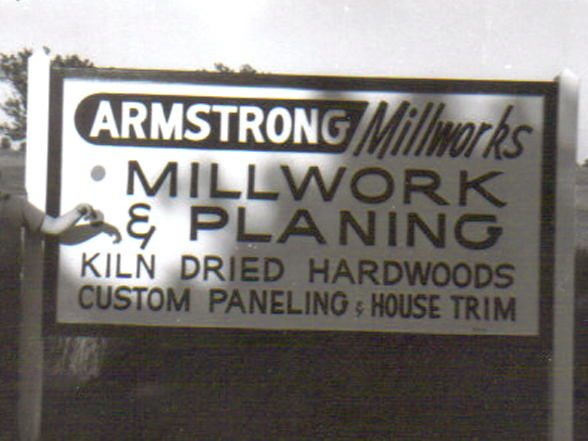 ARMSTRONG Millworks
MILLWORK
& PLANING
KILN DRIED HARDWOODS
CUSTOM PANELING & HOUSE TRIM